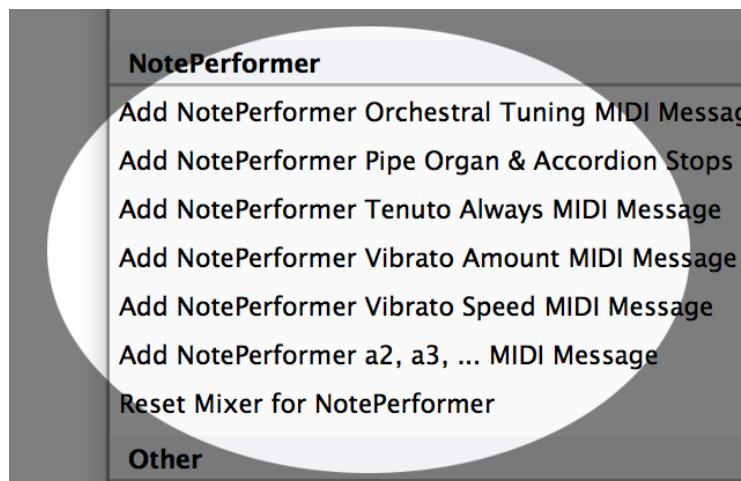 NotePerformer
Add NotePerformer Orchestral Tuning MIDI Messag
Add NotePerformer Pipe Organ & Accordion Stops
Add NotePerformer Tenuto Always MIDI Message
Add NotePerformer Vibrato Amount MIDI Message
Add NotePerformer Vibrato Speed MIDI Message
Add NotePerformer a2, a3, ... MIDI Message
Reset Mixer for NotePerformer
Other